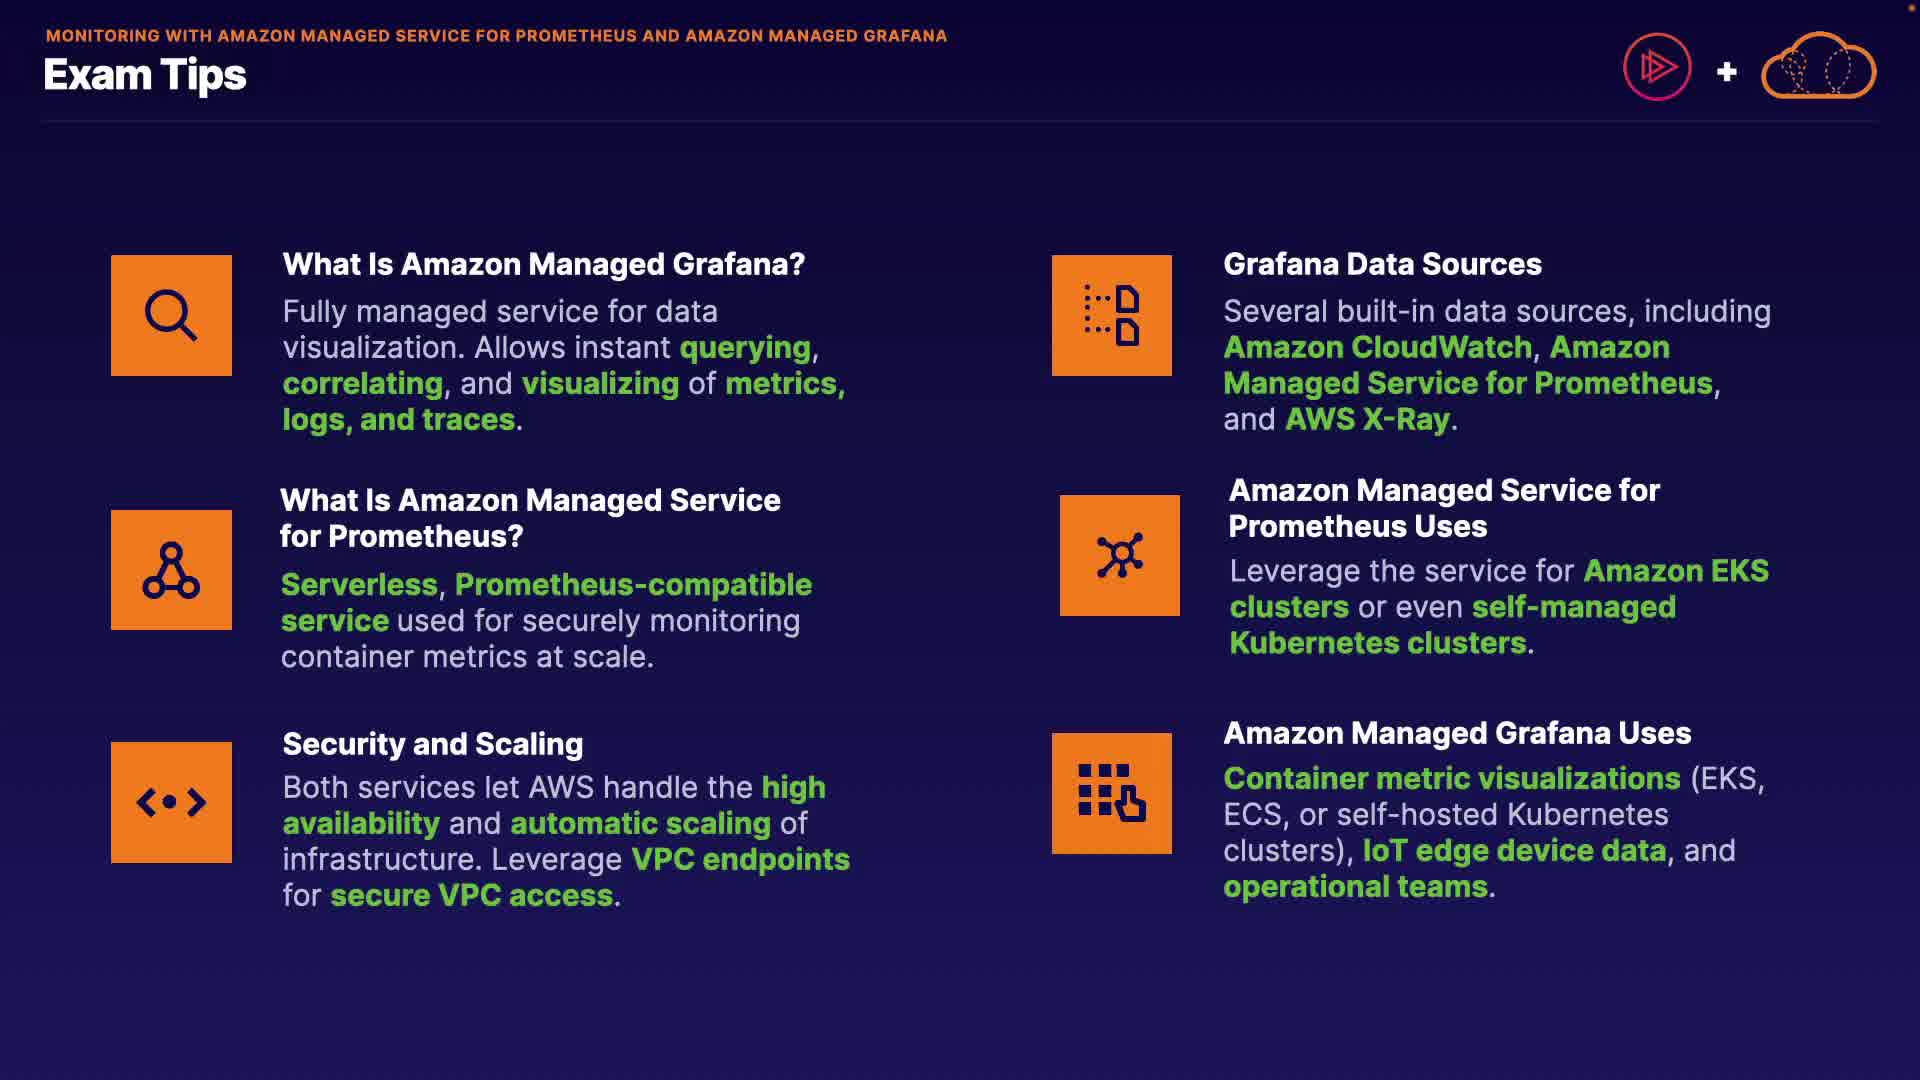 MONITORING WITH AMAZON MANAGED SERVICE FOR PROMETHEUS AND AMAZON MANAGED GRAFANA
Exam Tips
What Is Amazon Managed Grafana?
Fully managed service for data
visualization. Allows instant querying,
correlating, and visualizing of metrics,
logs, and traces.
What Is Amazon Managed Service
for Prometheus?
Serverless, Prometheus-compatible
service used for securely monitoring
container metrics at scale.
Security and Scaling
Both services let AWS handle the high
availability and automatic scaling of
infrastructure. Leverage VPC endpoints
for secure VPC access.
Grafana Data Sources
Several built-in data sources, including
Amazon CloudWatch, Amazon
Managed Service for Prometheus,
and AWS X-Ray.
Amazon Managed Service for
Prometheus Uses
Leverage the service for Amazon EKS
clusters or even self-managed
Kubernetes clusters.
Amazon Managed Grafana Uses
Container metric visualizations (EKS,
ECS, or self-hosted Kubernetes
clusters), IoT edge device data, and
operational teams.